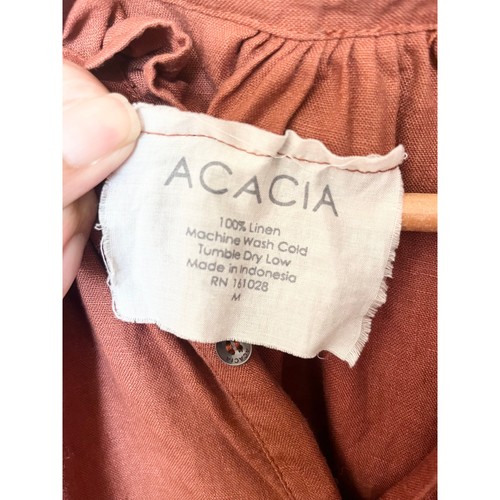 ACACIA
100% Linen
Machine Wash Cold
Tumble Dry Low
Made in Indonesia
RN 161028
M